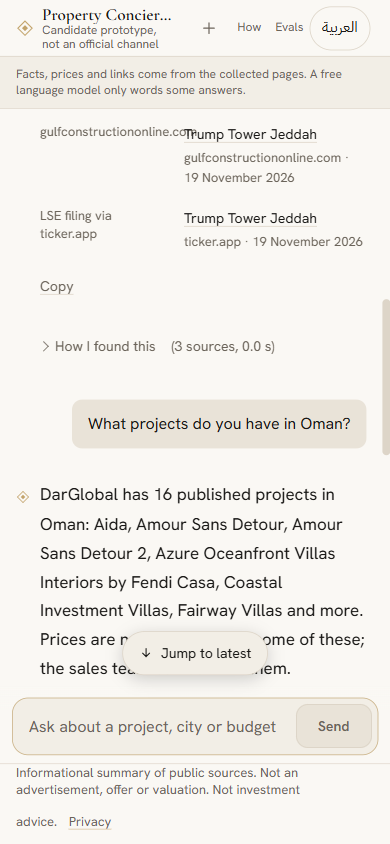 Property Concier...
Candidate prototype,
not an official channel
+
How
Evals
العربية
Facts, prices and links come from the collected pages. A free
language model only words some answers.
gulfconstructiononline.com
Trump Tower Jeddah
gulfconstructiononline.com ·
19 November 2026
LSE filing via
ticker.app
Trump Tower Jeddah
ticker.app · 19 November 2026
Copy
How I found this (3 sources, 0.0 s)
What projects do you have in Oman?
DarGlobal has 16 published projects in
Oman: Aida, Amour Sans Detour, Amour
Sans Detour 2, Azure Oceanfront Villas
Interiors by Fendi Casa, Coastal
Investment Villas, Fairway Villas and more.
Prices are of these;
the sales
Jump to latest
Ask about a project, city or budget
Send
Informational summary of public sources. Not an
advertisement, offer or valuation. Not investment
advice. Privacy